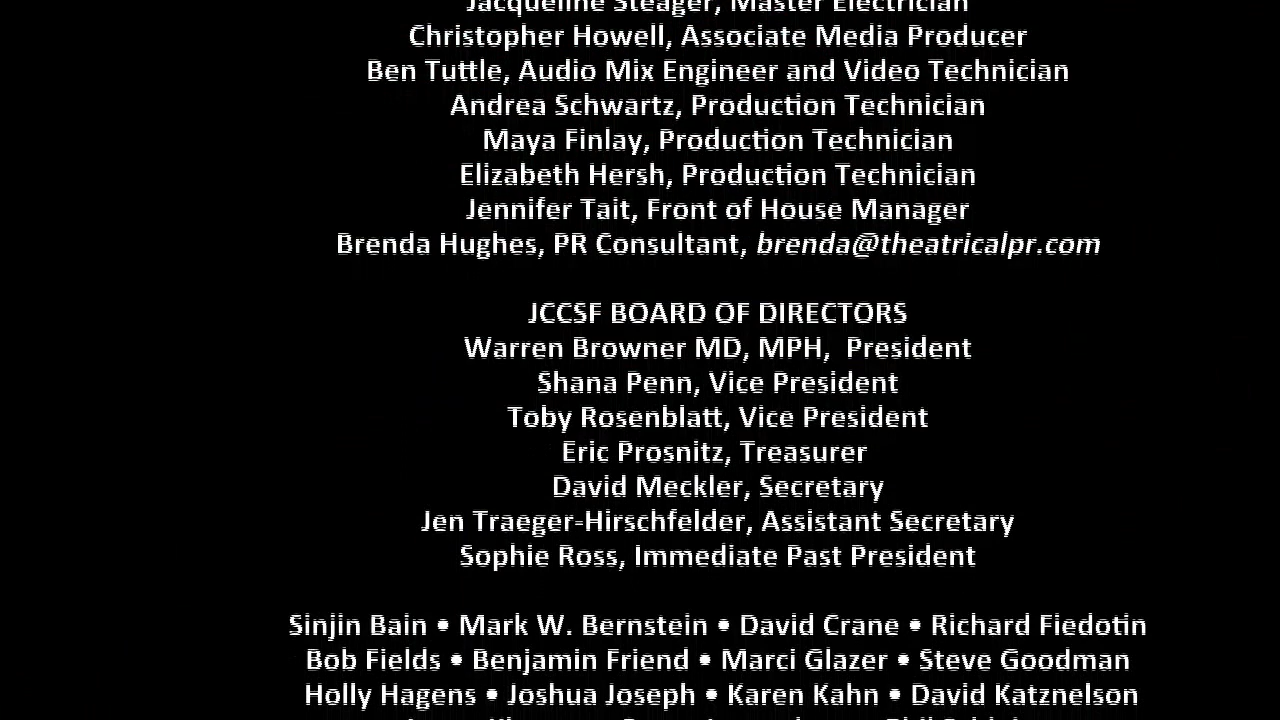 Jacqueline Steager, Master Electrician
Christopher Howell, Associate Media Producer
Ben Tuttle, Audio Mix Engineer and Video Technician
Andrea Schwartz, Production Technician
Maya Finlay, Production Technician
Elizabeth Hersh, Production Technician
Jennifer Tait, Front of House Manager
Brenda Hughes, PR Consultant, brenda@theatricalpr.com
JCCSF BOARD OF DIRECTORS
Warren Browner MD, MPH,  President
Shana Penn, Vice President
Toby Rosenblatt, Vice President
Eric Prosnitz, Treasurer
David Meckler, Secretary
Jen Traeger-Hirschfelder, Assistant Secretary
Sophie Ross, Immediate Past President
Sinjin Bain • Mark W. Bernstein • David Crane • Richard Fiedotin
Bob Fields • Benjamin Friend • Marci Glazer • Steve Goodman
Holly Hagens • Joshua Joseph • Karen Kahn • David Katznelson